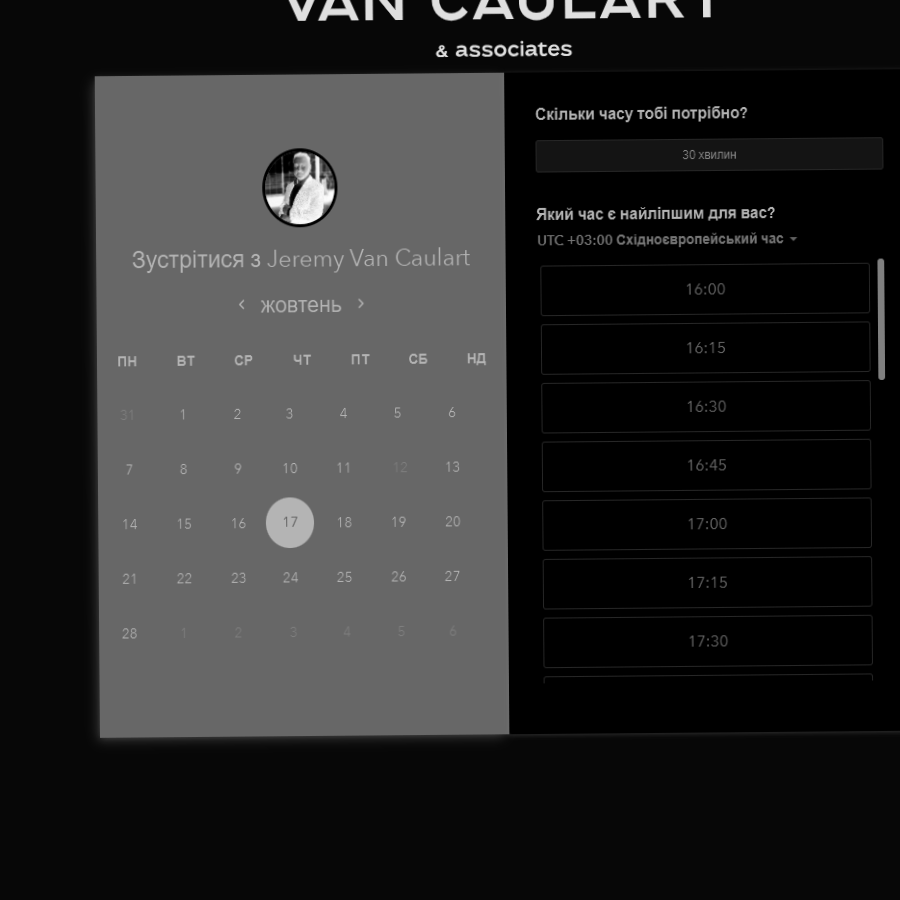 VAN CAULART
& associates
Зустрітися з Jeremy Van Caulart
‹ жовтень ›
ПН ВТ СР ЧТ ПТ СБ НД
31 1 2 3 4 5 6
7 8 9 10 11 12 13
14 15 16 17 18 19 20
21 22 23 24 25 26 27
28 1 2 3 4 5 6
Скільки часу тобі потрібно?
30 хвилин
Який час є найліпшим для вас?
UTC +03:00 Східноєвропейський час
16:00
16:15
16:30
16:45
17:00
17:15
17:30